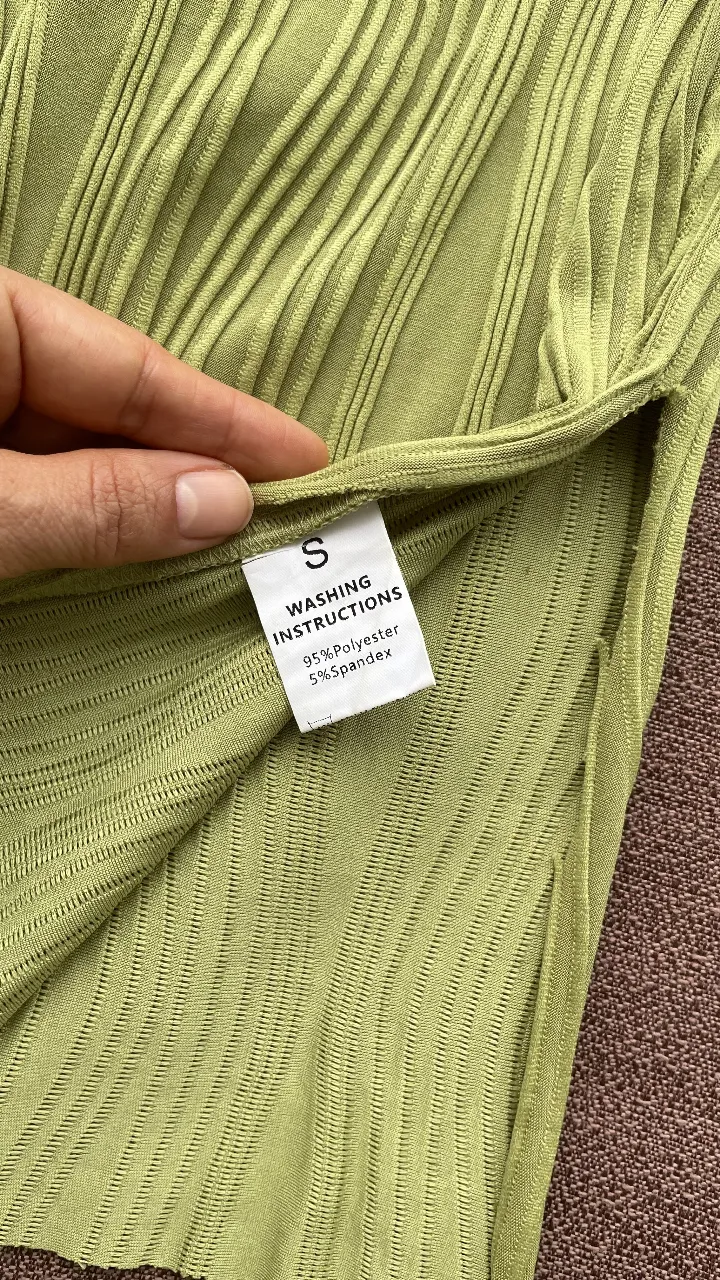 S
WASHING
INSTRUCTIONS
95%Polyester
5%Spandex